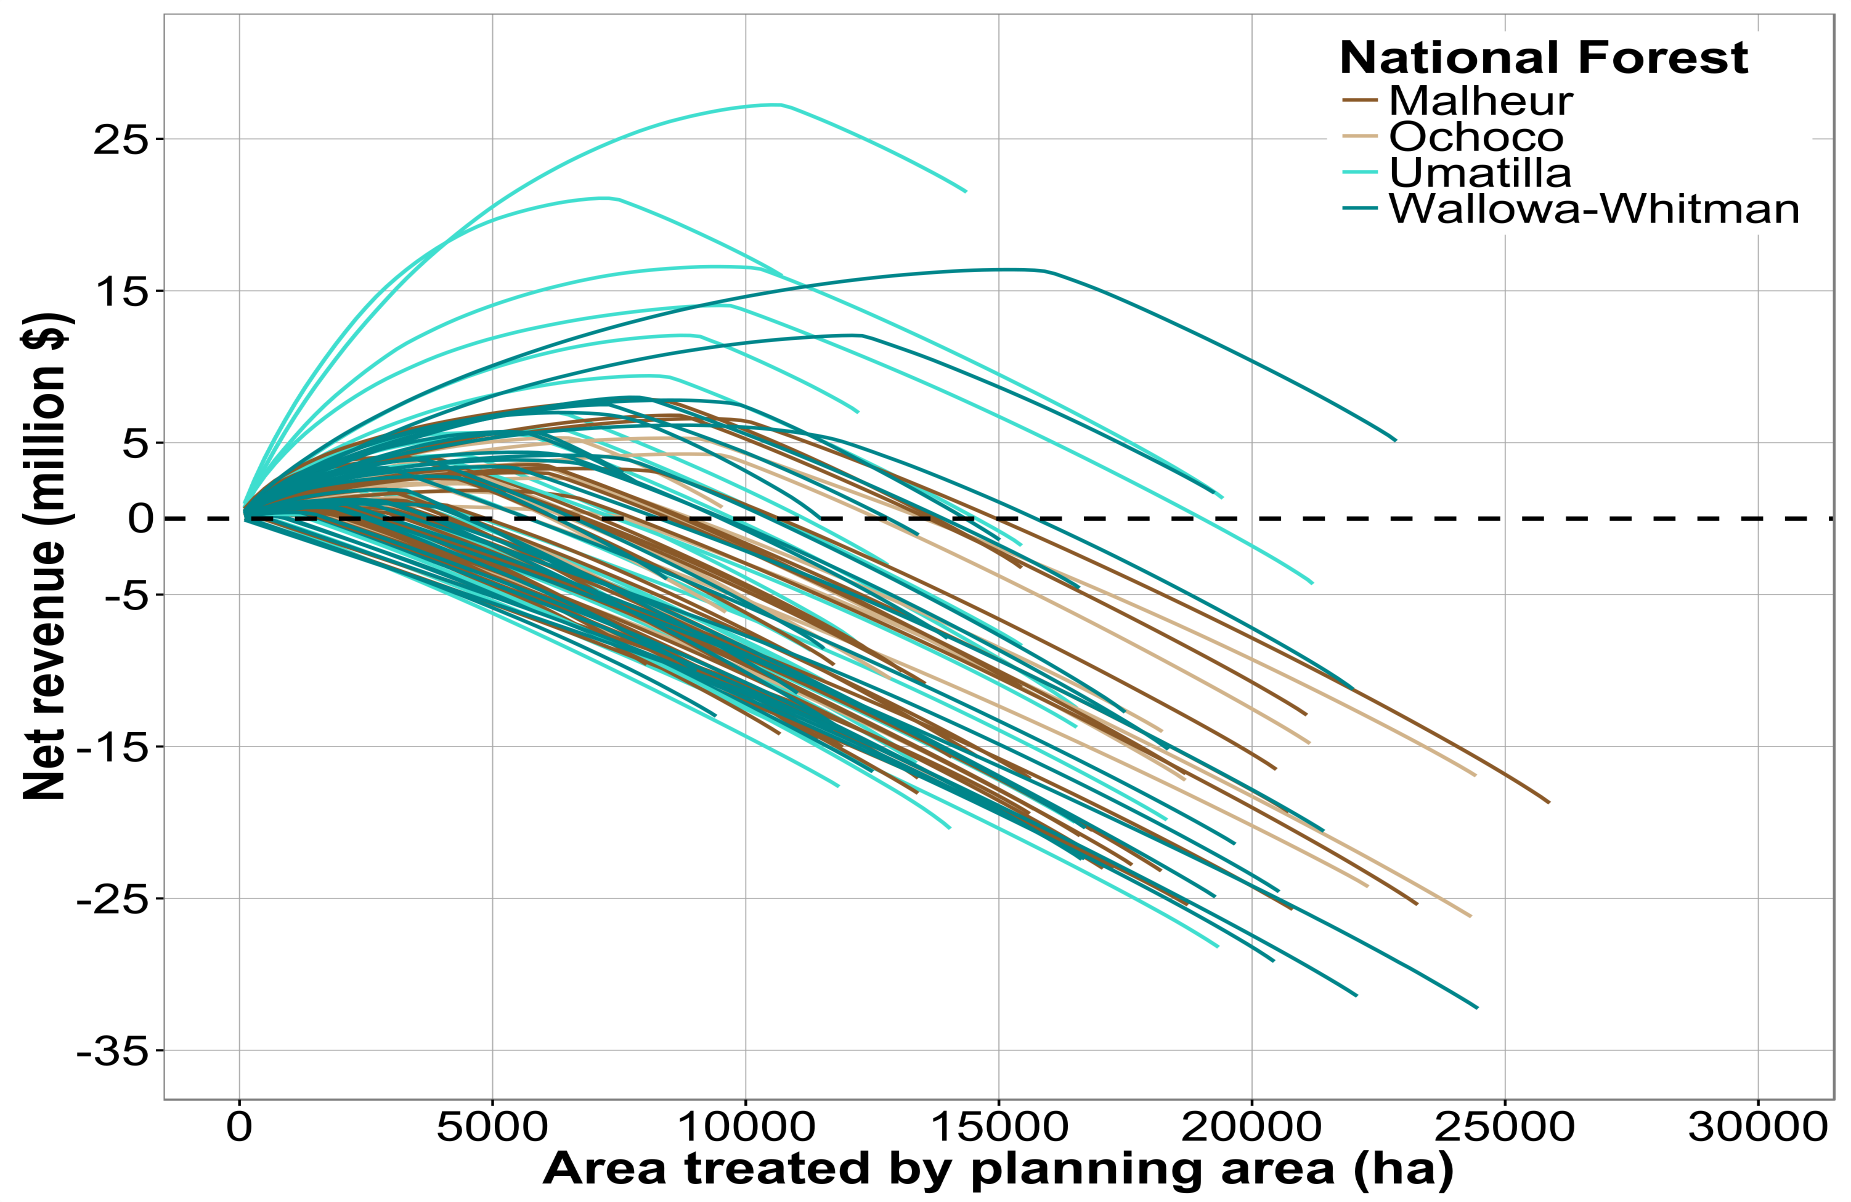 National Forest
Malheur
Ochoco
Umatilla
Wallowa-Whitman
Net revenue (million $)
25
15
5
0
-5
-15
-25
-35
0 5000 10000 15000 20000 25000 30000
Area treated by planning area (ha)